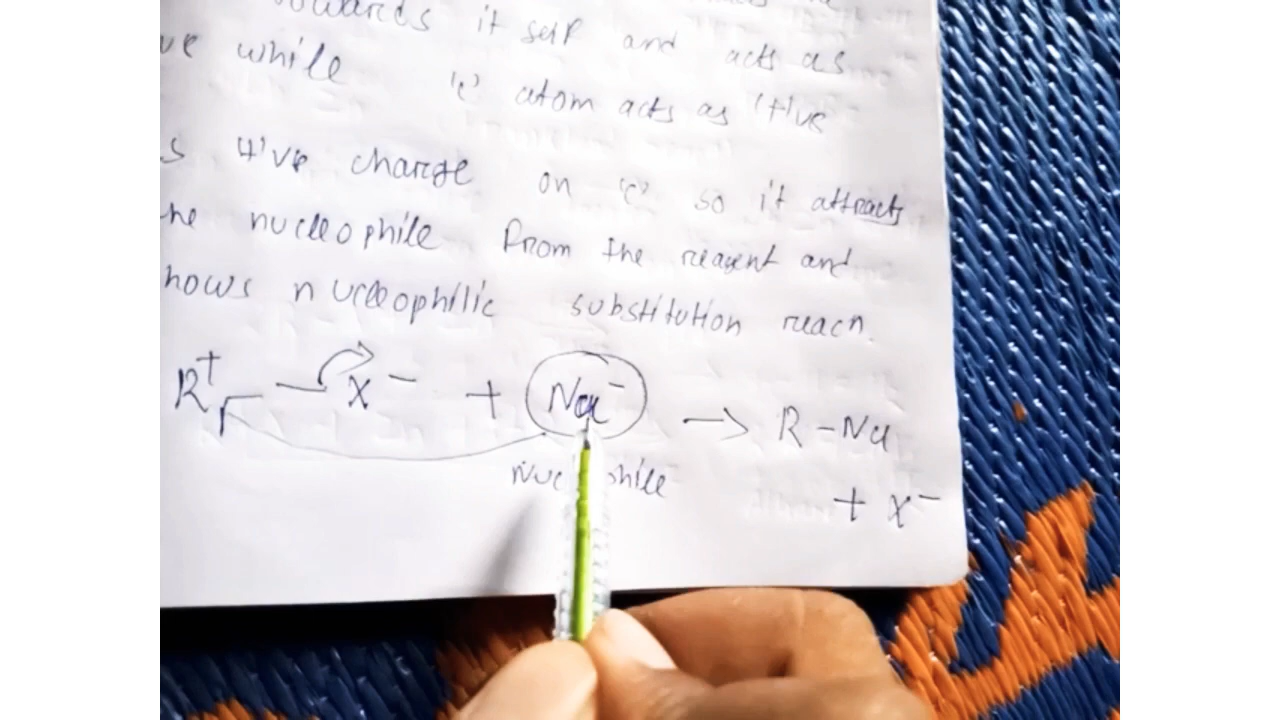 towards it self and acts as
ve while 'c' atom acts as (+)ve
s (+)ve charge on 'c' so it attracts
he nucleophile from the reagent and
hows nucleophilic substitution reacn.
R⁺ — X⁻ + Nu⁻ → R - Nu
+ X⁻